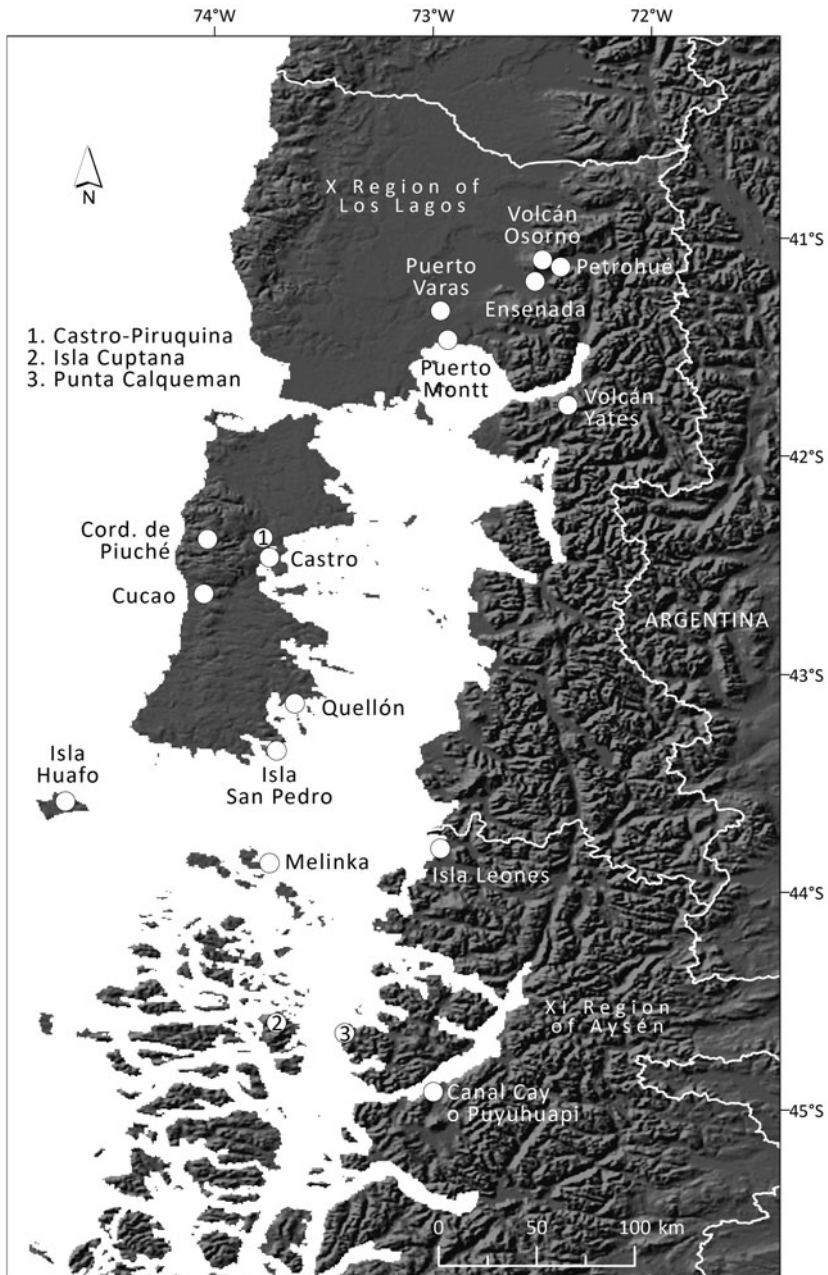 74°W
73°W
72°W
N
X Region of
Los Lagos
Volcán
Osorno
41°S
Petrohué
Puerto
Varas
Ensenada
1. Castro-Piruquina
2. Isla Cuptana
3. Punta Calqueman
Puerto
Montt
Volcán
Yates
42°S
Cord. de
Piuché
1
Castro
Cucao
ARGENTINA
43°S
Quellón
Isla
Huafo
Isla
San Pedro
Melinka
Isla Leones
44°S
2
3
XI Region
of Aysén
Canal Cay
o Puyuhuapi
45°S
0 50 100 km